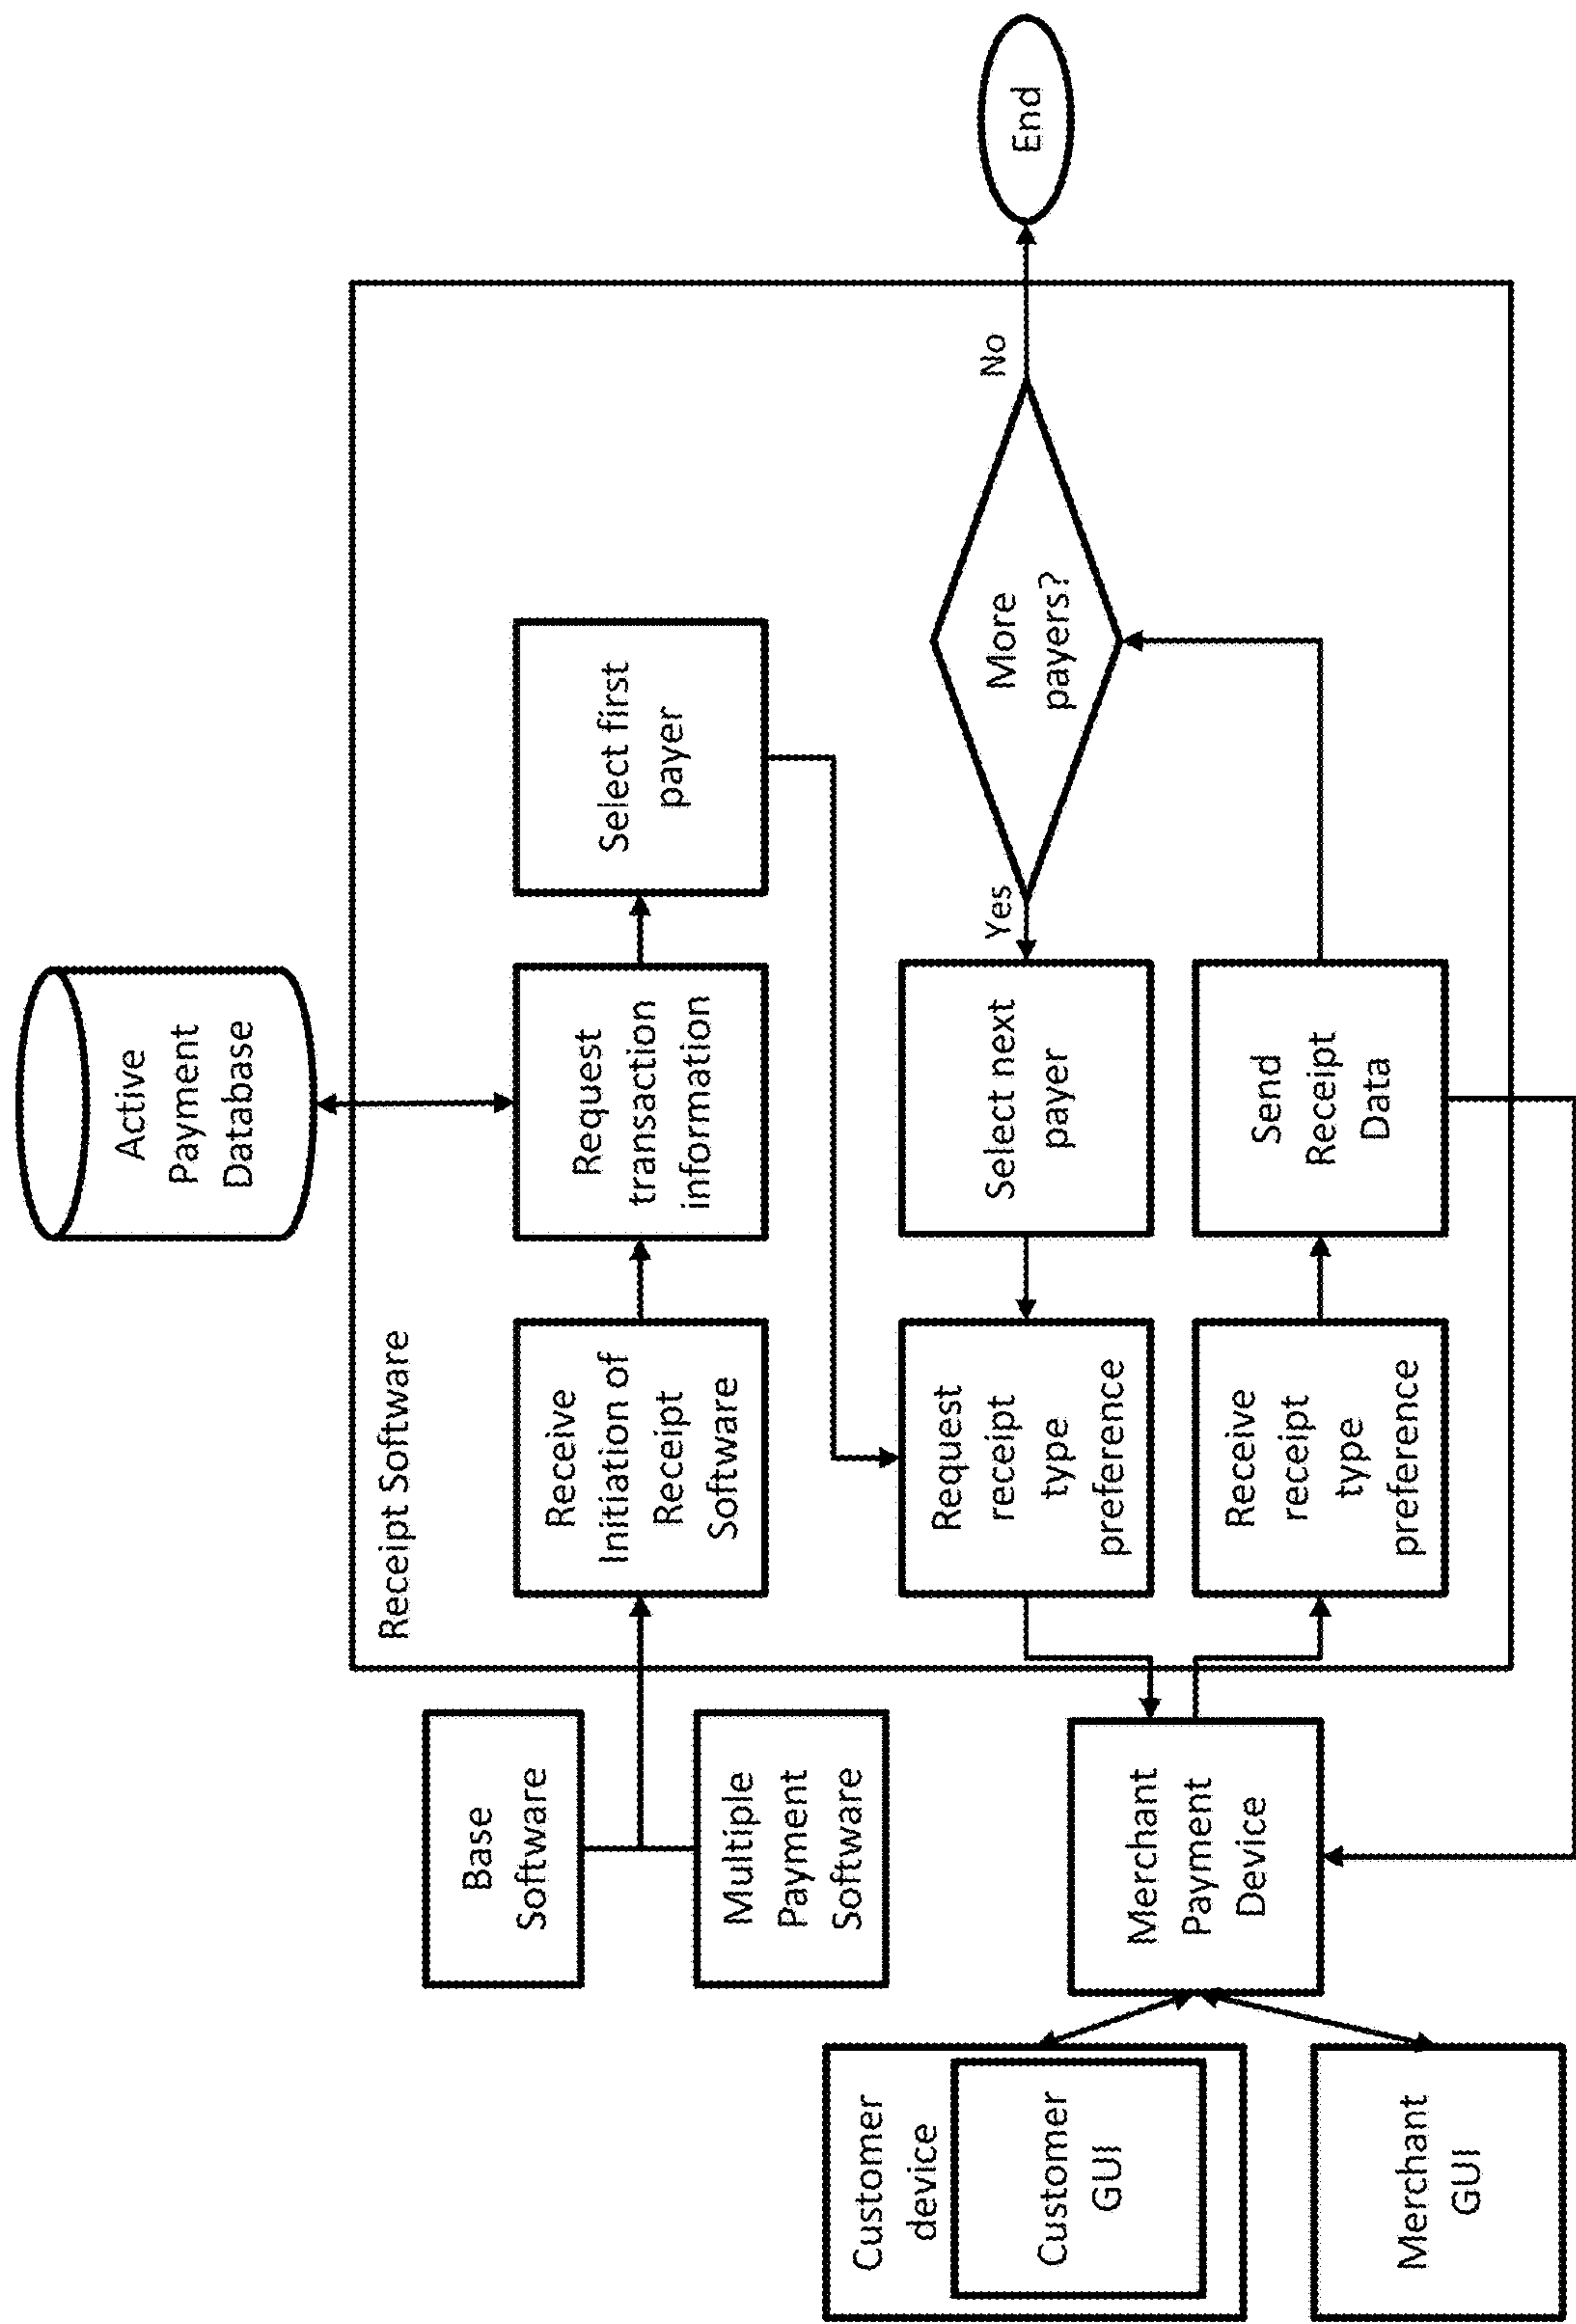 Active
Payment
Database
Receipt Software
Base
Software
Multiple
Payment
Software
Receive
Initiation of
Receipt
Software
Request
transaction
information
Select first
payer
Customer
device
Customer
GUI
Merchant
GUI
Merchant
Payment
Device
Request
receipt
type
preference
Select next
payer
Yes
More
payers?
No
End
Receive
receipt
type
preference
Send
Receipt
Data